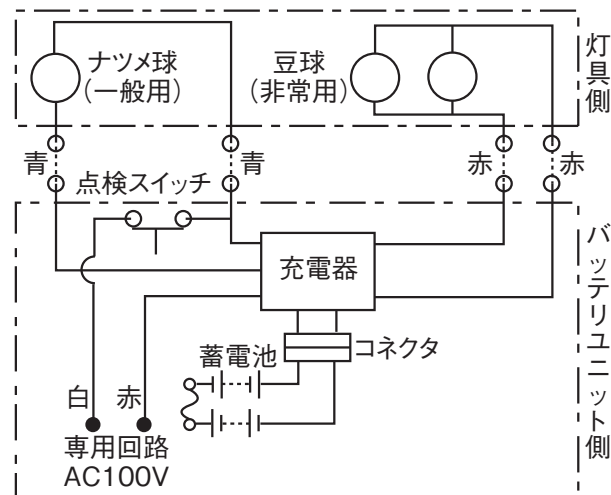 ナツメ球
(一般用)
豆球
(非常用)
灯具側
青
青
赤
赤
点検スイッチ
充電器
コネクタ
蓄電池
白
赤
専用回路
AC100V
バッテリユニット側